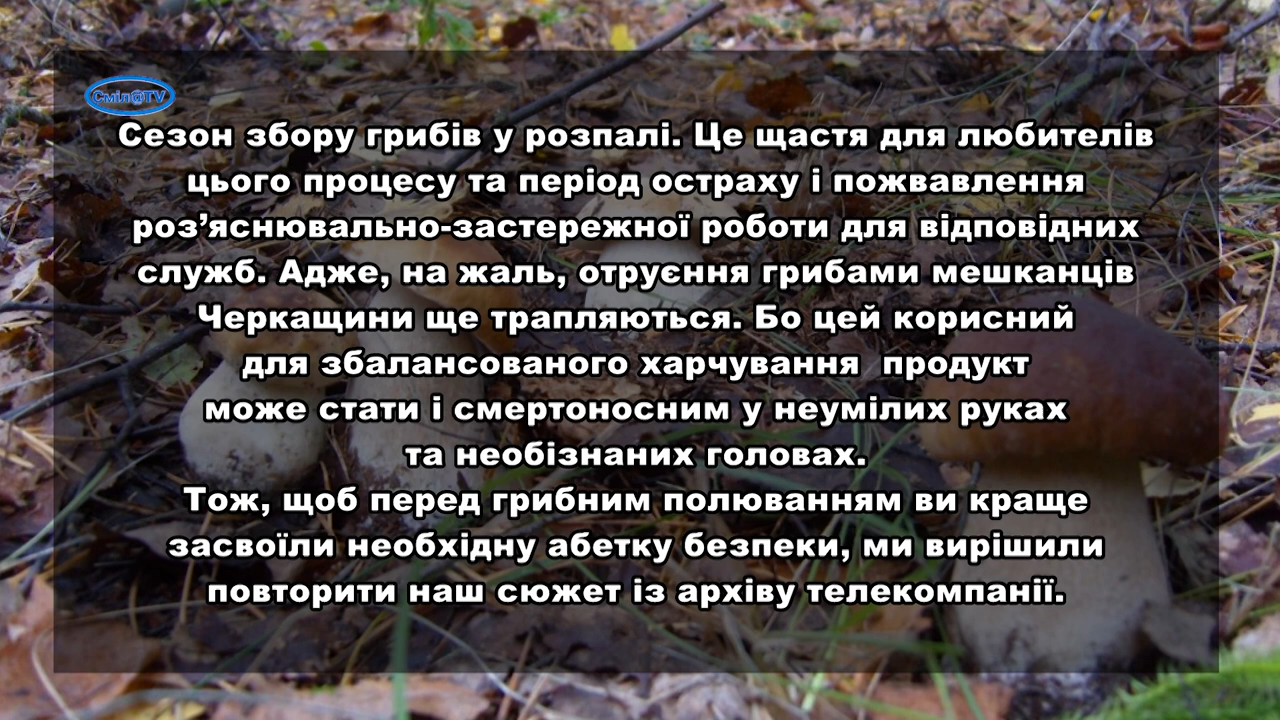 Сміл@TV
Сезон збору грибів у розпалі. Це щастя для любителів
цього процесу та період остраху і пожвавлення
роз’яснювально-застережної роботи для відповідних
служб. Адже, на жаль, отруєння грибами мешканців
Черкащини ще трапляються. Бо цей корисний
для збалансованого харчування продукт
може стати і смертоносним у неумілих руках
та необізнаних головах.
Тож, щоб перед грибним полюванням ви краще
засвоїли необхідну абетку безпеки, ми вирішили
повторити наш сюжет із архіву телекомпанії.